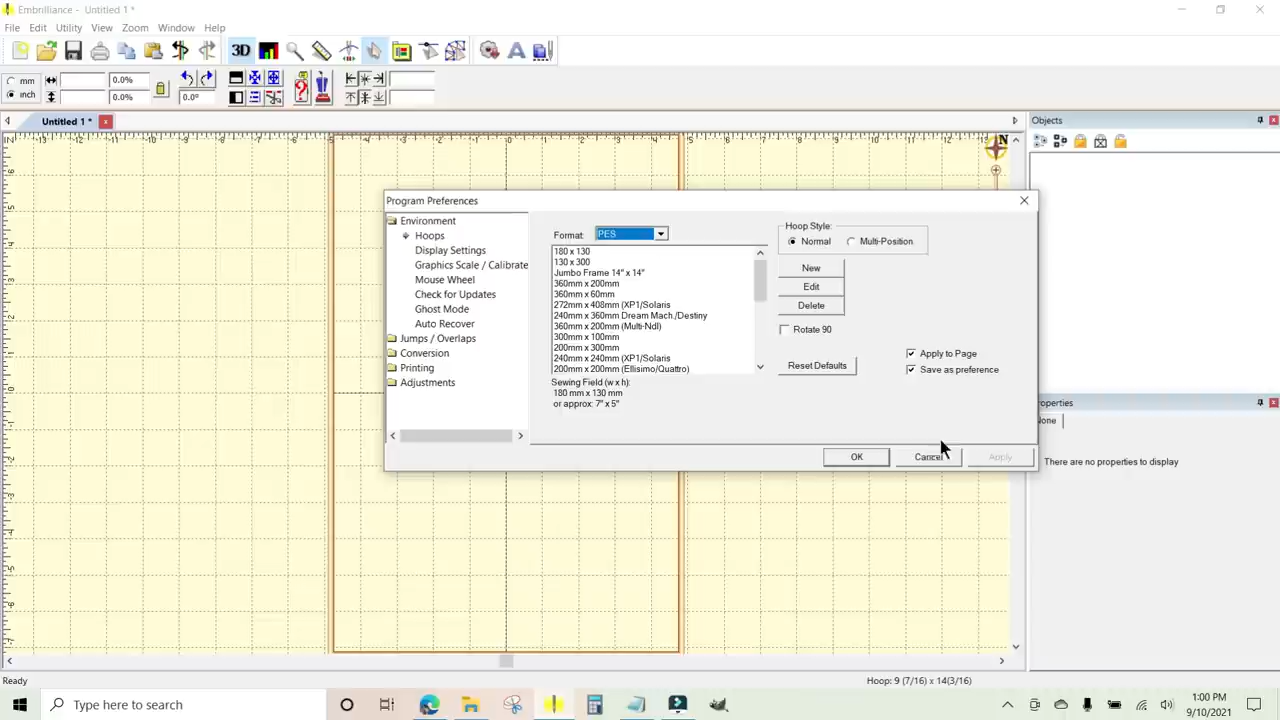 Embrilliance - Untitled 1 *
File Edit Utility View Zoom Window Help
3D
mm
inch
0.0%
0.0%
0.0°
Untitled 1 *
Objects
N
Program Preferences
Environment
Hoops
Display Settings
Graphics Scale / Calibrate
Mouse Wheel
Check for Updates
Ghost Mode
Auto Recover
Jumps / Overlaps
Conversion
Printing
Adjustments
Format: PES
180 x 130
130 x 300
Jumbo Frame 14" x 14"
360mm x 200mm
360mm x 60mm
272mm x 408mm (XP1/Solaris
240mm x 360mm Dream Mach./Destiny
360mm x 200mm (Multi-Ndl)
300mm x 100mm
200mm x 300mm
240mm x 240mm (XP1/Solaris
200mm x 200mm (Ellisimo/Quattro)
Sewing Field (w x h):
180 mm x 130 mm
or approx: 7" x 5"
Hoop Style:
Normal Multi-Position
New
Edit
Delete
Rotate 90
Reset Defaults
Apply to Page
Save as preference
OK Cancel Apply
operties
None
There are no properties to display
Ready
Hoop: 9 (7/16) x 14(3/16)
Type here to search
1:00 PM
9/10/2021